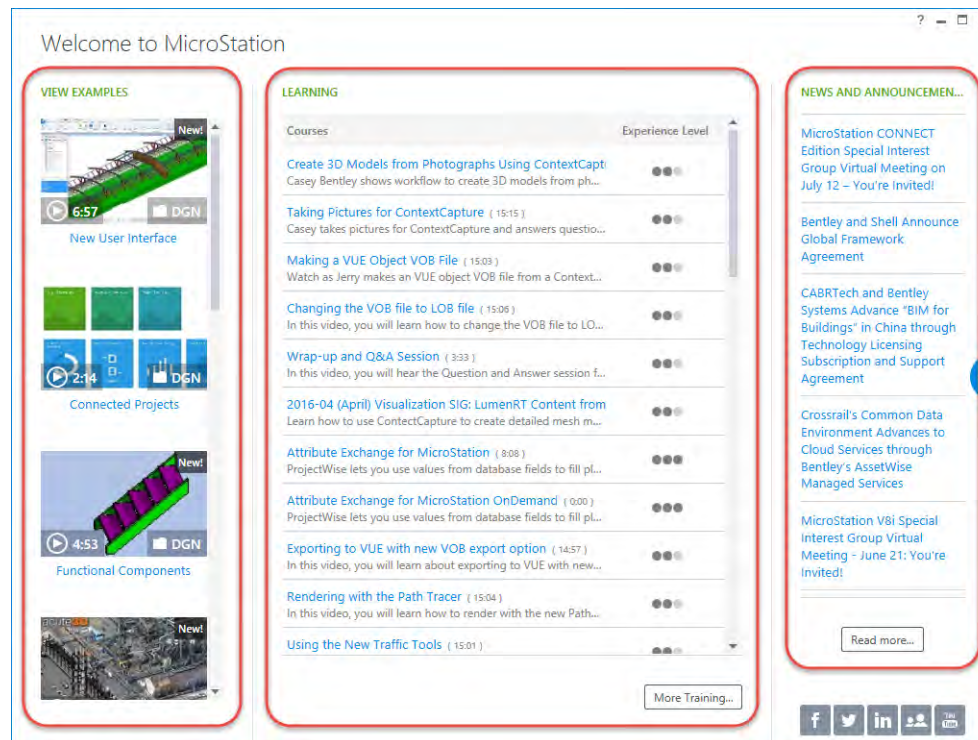 Welcome to MicroStation
VIEW EXAMPLES
New!
6:57
DGN
New User Interface
2:14
DGN
Connected Projects
New!
4:53
DGN
Functional Components
New!
LEARNING
Courses Experience Level
Create 3D Models from Photographs Using ContextCapt
Casey Bentley shows workflow to create 3D models from ph...
Taking Pictures for ContextCapture ( 15:15 )
Casey takes pictures for ContextCapture and answers questio...
Making a VUE Object VOB File ( 15:03 )
Watch as Jerry makes an VUE object VOB file from a Context...
Changing the VOB file to LOB file ( 15:06 )
In this video, you will learn how to change the VOB file to LO...
Wrap-up and Q&A Session ( 3:33 )
In this video, you will hear the Question and Answer session f...
2016-04 (April) Visualization SIG: LumenRT Content from
Learn how to use ContectCapture to create detailed mesh m...
Attribute Exchange for MicroStation ( 8:08 )
ProjectWise lets you use values from database fields to fill pl...
Attribute Exchange for MicroStation OnDemand ( 0:00 )
ProjectWise lets you use values from database fields to fill pl...
Exporting to VUE with new VOB export option ( 14:57 )
In this video, you will learn about exporting to VUE with new...
Rendering with the Path Tracer ( 15:04 )
In this video, you will learn how to render with the new Path...
Using the New Traffic Tools ( 15:01 )
More Training...
NEWS AND ANNOUNCEMEN...
MicroStation CONNECT
Edition Special Interest
Group Virtual Meeting on
July 12 – You're Invited!
Bentley and Shell Announce
Global Framework
Agreement
CABRTech and Bentley
Systems Advance "BIM for
Buildings" in China through
Technology Licensing
Subscription and Support
Agreement
Crossrail's Common Data
Environment Advances to
Cloud Services through
Bentley's AssetWise
Managed Services
MicroStation V8i Special
Interest Group Virtual
Meeting - June 21: You're
Invited!
Read more...
f
in
You
Tube